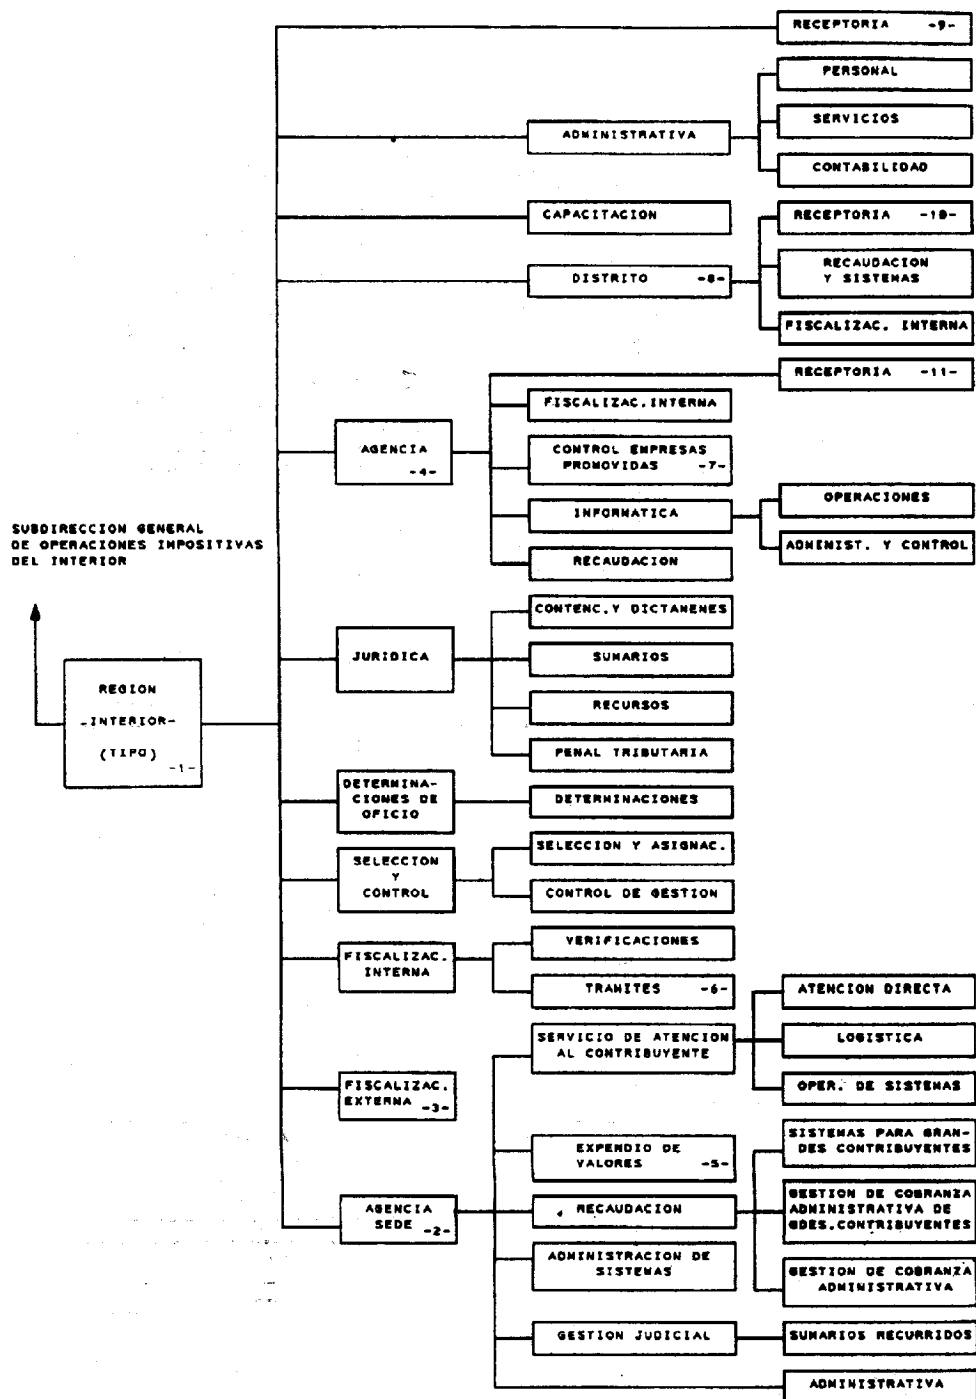 RECEPTORIA -9-
PERSONAL
ADMINISTRATIVA
SERVICIOS
CONTABILIDAD
CAPACITACION
RECEPTORIA -10-
DISTRITO -8-
RECAUDACION
Y SISTEMAS
FISCALIZAC. INTERNA
RECEPTORIA -11-
FISCALIZAC.INTERNA
AGENCIA
-4-
CONTROL EMPRESAS
PROMOVIDAS -7-
INFORMATICA
OPERACIONES
ADMINIST. Y CONTROL
RECAUDACION
SUBDIRECCION GENERAL
DE OPERACIONES IMPOSITIVAS
DEL INTERIOR
REGION
-INTERIOR-
(TIPO)
-1-
JURIDICA
CONTENC.Y DICTAMENES
SUMARIOS
RECURSOS
PENAL TRIBUTARIA
DETERMINA-
CIONES DE
OFICIO
DETERMINACIONES
SELECCION
Y
CONTROL
SELECCION Y ASIGNAC.
CONTROL DE GESTION
FISCALIZAC.
INTERNA
VERIFICACIONES
TRAMITES -6-
SERVICIO DE ATENCION
AL CONTRIBUYENTE
ATENCION DIRECTA
LOGISTICA
OPER. DE SISTEMAS
FISCALIZAC.
EXTERNA
-3-
AGENCIA
SEDE
-2-
EXPENDIO DE
VALORES -5-
RECAUDACION
SISTEMAS PARA GRAN-
DES CONTRIBUYENTES
GESTION DE COBRANZA
ADMINISTRATIVA DE
GDES.CONTRIBUYENTES
GESTION DE COBRANZA
ADMINISTRATIVA
ADMINISTRACION DE
SISTEMAS
GESTION JUDICIAL
SUMARIOS RECURRIDOS
ADMINISTRATIVA